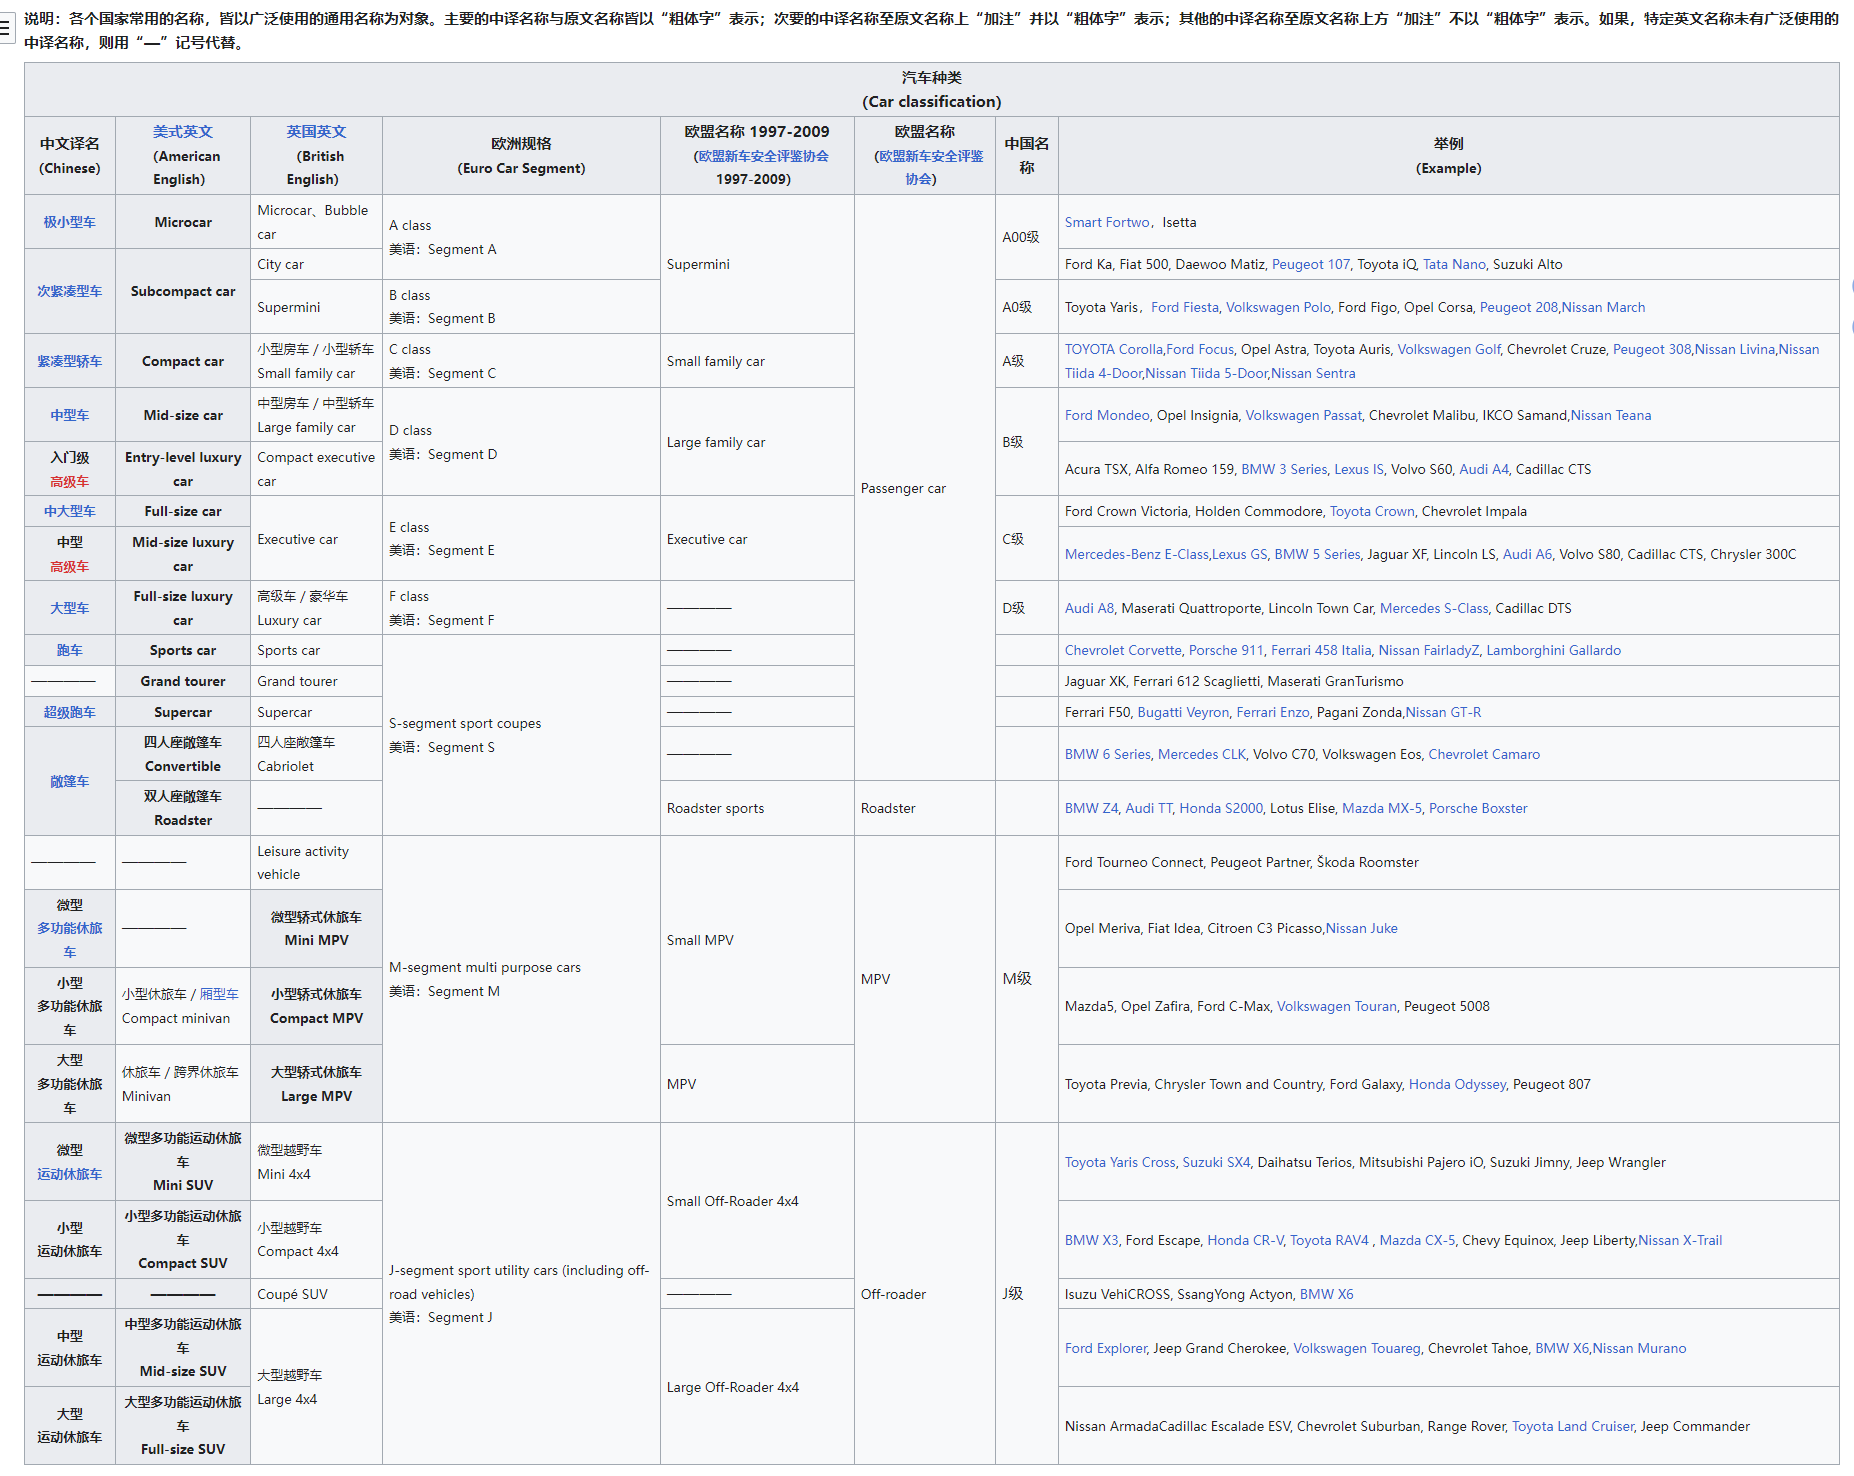 说明：各个国家常用的名称，皆以广泛使用的通用名称为对象。主要的中译名称与原文名称皆以“粗体字”表示；次要的中译名称至原文名称上“加注”并以“粗体字”表示；其他的中译名称至原文名称上方“加注”不以“粗体字”表示。如果，特定英文名称未有广泛使用的
中译名称，则用“—”记号代替。
汽车种类
(Car classification)
中文译名
(Chinese)
美式英文
(American
English)
英国英文
(British
English)
欧洲规格
(Euro Car Segment)
欧盟名称 1997-2009
(欧盟新车安全评鉴协会
1997-2009)
欧盟名称
(欧盟新车安全评鉴
协会)
中国名
称
举例
(Example)
极小型车
Microcar
Microcar、Bubble
car
A class
美语：Segment A
Supermini
Passenger car
A00级
Smart Fortwo，Isetta
次紧凑型车
Subcompact car
City car
Ford Ka, Fiat 500, Daewoo Matiz, Peugeot 107, Toyota iQ, Tata Nano, Suzuki Alto
Supermini
B class
美语：Segment B
A0级
Toyota Yaris，Ford Fiesta, Volkswagen Polo, Ford Figo, Opel Corsa, Peugeot 208,Nissan March
紧凑型轿车
Compact car
小型房车 / 小型轿车
Small family car
C class
美语：Segment C
Small family car
A级
TOYOTA Corolla,Ford Focus, Opel Astra, Toyota Auris, Volkswagen Golf, Chevrolet Cruze, Peugeot 308,Nissan Livina,Nissan
Tiida 4-Door,Nissan Tiida 5-Door,Nissan Sentra
中型车
Mid-size car
中型房车 / 中型轿车
Large family car
D class
美语：Segment D
Large family car
B级
Ford Mondeo, Opel Insignia, Volkswagen Passat, Chevrolet Malibu, IKCO Samand,Nissan Teana
入门级
高级车
Entry-level luxury
car
Compact executive
car
Acura TSX, Alfa Romeo 159, BMW 3 Series, Lexus IS, Volvo S60, Audi A4, Cadillac CTS
中大型车
Full-size car
Executive car
E class
美语：Segment E
Executive car
C级
Ford Crown Victoria, Holden Commodore, Toyota Crown, Chevrolet Impala
中型
高级车
Mid-size luxury
car
Mercedes-Benz E-Class,Lexus GS, BMW 5 Series, Jaguar XF, Lincoln LS, Audi A6, Volvo S80, Cadillac CTS, Chrysler 300C
大型车
Full-size luxury
car
高级车 / 豪华车
Luxury car
F class
美语：Segment F
————
D级
Audi A8, Maserati Quattroporte, Lincoln Town Car, Mercedes S-Class, Cadillac DTS
跑车
Sports car
Sports car
S-segment sport coupes
美语：Segment S
————
Chevrolet Corvette, Porsche 911, Ferrari 458 Italia, Nissan FairladyZ, Lamborghini Gallardo
————
Grand tourer
Grand tourer
————
Jaguar XK, Ferrari 612 Scaglietti, Maserati GranTurismo
超级跑车
Supercar
Supercar
————
Ferrari F50, Bugatti Veyron, Ferrari Enzo, Pagani Zonda,Nissan GT-R
敞篷车
四人座敞篷车
Convertible
四人座敞篷车
Cabriolet
————
BMW 6 Series, Mercedes CLK, Volvo C70, Volkswagen Eos, Chevrolet Camaro
双人座敞篷车
Roadster
————
Roadster sports
Roadster
BMW Z4, Audi TT, Honda S2000, Lotus Elise, Mazda MX-5, Porsche Boxster
————
————
Leisure activity
vehicle
M-segment multi purpose cars
美语：Segment M
Small MPV
MPV
M级
Ford Tourneo Connect, Peugeot Partner, Škoda Roomster
微型
多功能休旅
车
————
微型轿式休旅车
Mini MPV
Opel Meriva, Fiat Idea, Citroen C3 Picasso,Nissan Juke
小型
多功能休旅
车
小型休旅车 / 厢型车
Compact minivan
小型轿式休旅车
Compact MPV
Mazda5, Opel Zafira, Ford C-Max, Volkswagen Touran, Peugeot 5008
大型
多功能休旅
车
休旅车 / 跨界休旅车
Minivan
大型轿式休旅车
Large MPV
MPV
Toyota Previa, Chrysler Town and Country, Ford Galaxy, Honda Odyssey, Peugeot 807
微型
运动休旅车
微型多功能运动休旅
车
Mini SUV
微型越野车
Mini 4x4
J-segment sport utility cars (including off-
road vehicles)
美语：Segment J
Small Off-Roader 4x4
Off-roader
J级
Toyota Yaris Cross, Suzuki SX4, Daihatsu Terios, Mitsubishi Pajero iO, Suzuki Jimny, Jeep Wrangler
小型
运动休旅车
小型多功能运动休旅
车
Compact SUV
小型越野车
Compact 4x4
BMW X3, Ford Escape, Honda CR-V, Toyota RAV4 , Mazda CX-5, Chevy Equinox, Jeep Liberty,Nissan X-Trail
————
————
Coupé SUV
————
Isuzu VehiCROSS, SsangYong Actyon, BMW X6
中型
运动休旅车
中型多功能运动休旅
车
Mid-size SUV
大型越野车
Large 4x4
Large Off-Roader 4x4
Ford Explorer, Jeep Grand Cherokee, Volkswagen Touareg, Chevrolet Tahoe, BMW X6,Nissan Murano
大型
运动休旅车
大型多功能运动休旅
车
Full-size SUV
Nissan ArmadaCadillac Escalade ESV, Chevrolet Suburban, Range Rover, Toyota Land Cruiser, Jeep Commander